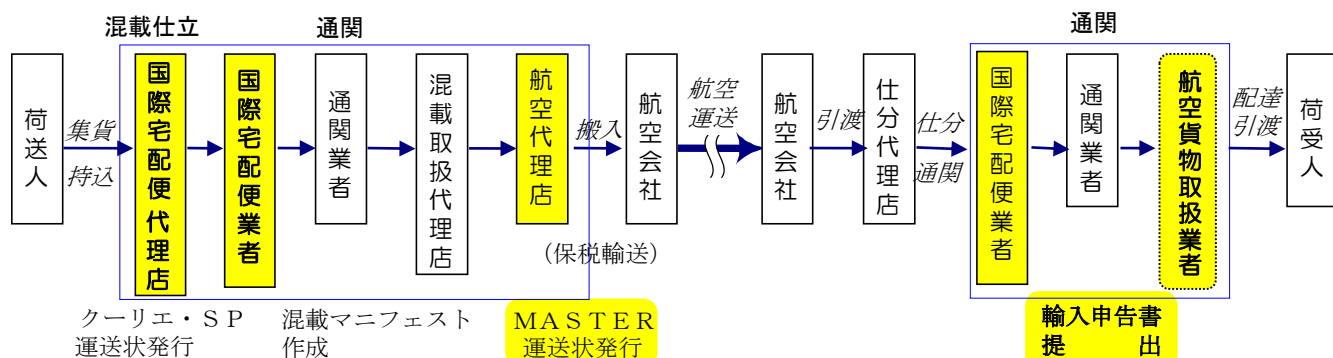 混載仕立
通関
通関
荷送人
集貨
持込
国際宅配便代理店
国際宅配便業者
通関業者
混載取扱代理店
航空代理店
搬入
航空会社
航空
運送
航空会社
引渡
仕分代理店
仕分
通関
国際宅配便業者
通関業者
航空貨物取扱業者
配達
引渡
荷受人
(保税輸送)
クーリエ・ＳＰ
運送状発行
混載マニフェスト
作成
ＭＡＳＴＥＲ
運送状発行
輸入申告書
提　　出